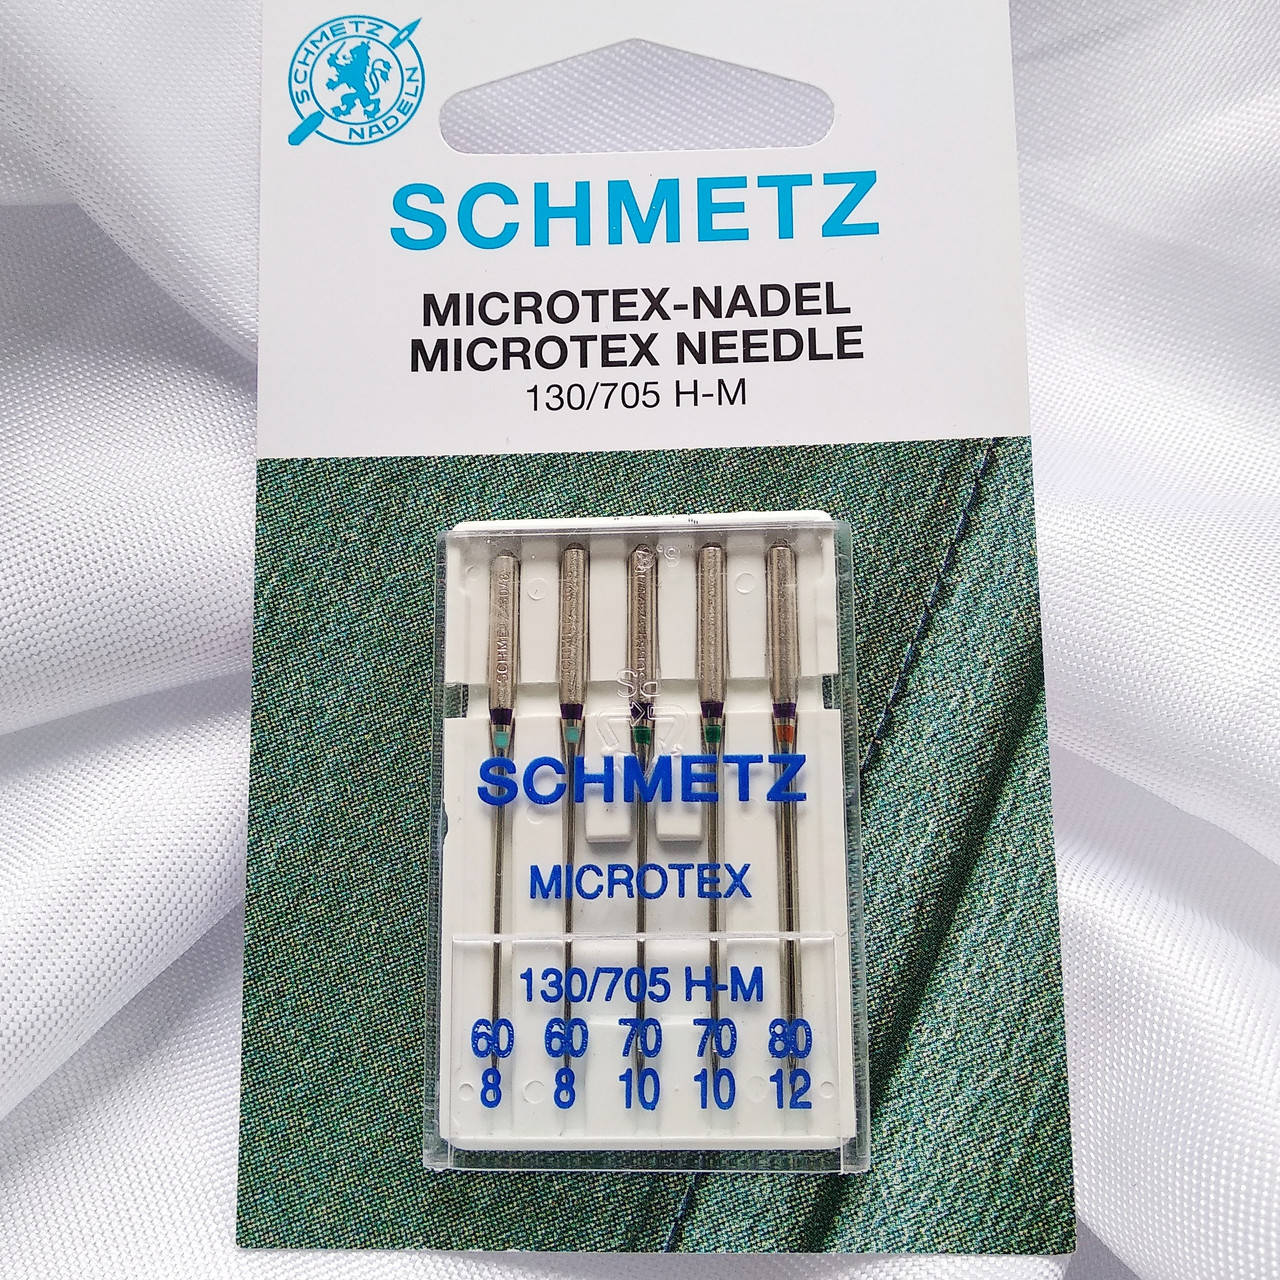 SCHMETZ
NADELN
SCHMETZ
MICROTEX-NADEL
MICROTEX NEEDLE
130/705 H-M
SCHMETZ
SCHMETZ
MICROTEX
130/705 H-M
60 60 70 70 80
8 8 10 10 12